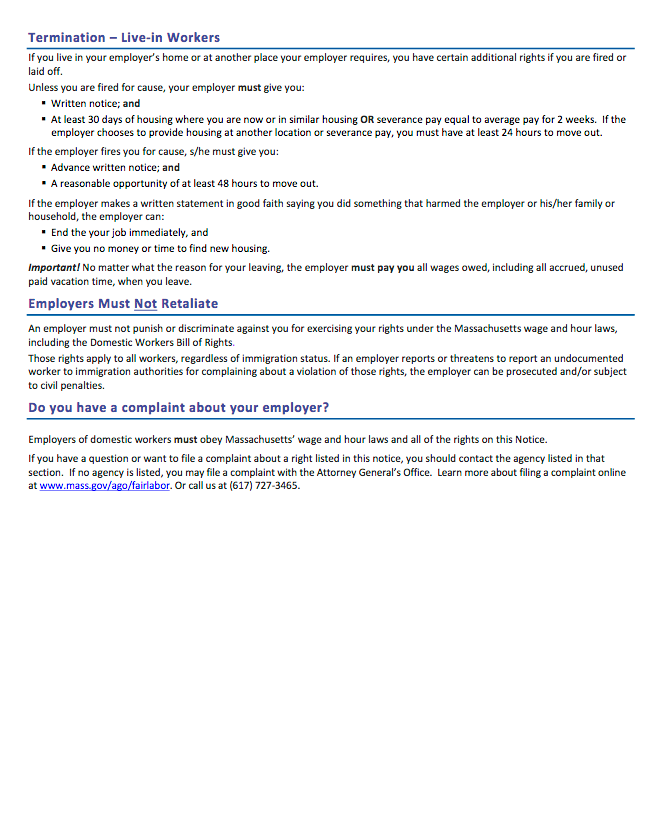 Termination – Live-in Workers
If you live in your employer's home or at another place your employer requires, you have certain additional rights if you are fired or
laid off.
Unless you are fired for cause, your employer must give you:
▪ Written notice; and
▪ At least 30 days of housing where you are now or in similar housing OR severance pay equal to average pay for 2 weeks.  If the
employer chooses to provide housing at another location or severance pay, you must have at least 24 hours to move out.
If the employer fires you for cause, s/he must give you:
▪ Advance written notice; and
▪ A reasonable opportunity of at least 48 hours to move out.
If the employer makes a written statement in good faith saying you did something that harmed the employer or his/her family or
household, the employer can:
▪ End the your job immediately, and
▪ Give you no money or time to find new housing.
Important! No matter what the reason for your leaving, the employer must pay you all wages owed, including all accrued, unused
paid vacation time, when you leave.
Employers Must Not Retaliate
An employer must not punish or discriminate against you for exercising your rights under the Massachusetts wage and hour laws,
including the Domestic Workers Bill of Rights.
Those rights apply to all workers, regardless of immigration status. If an employer reports or threatens to report an undocumented
worker to immigration authorities for complaining about a violation of those rights, the employer can be prosecuted and/or subject
to civil penalties.
Do you have a complaint about your employer?
Employers of domestic workers must obey Massachusetts' wage and hour laws and all of the rights on this Notice.
If you have a question or want to file a complaint about a right listed in this notice, you should contact the agency listed in that
section.  If no agency is listed, you may file a complaint with the Attorney General's Office.  Learn more about filing a complaint online
at www.mass.gov/ago/fairlabor. Or call us at (617) 727-3465.